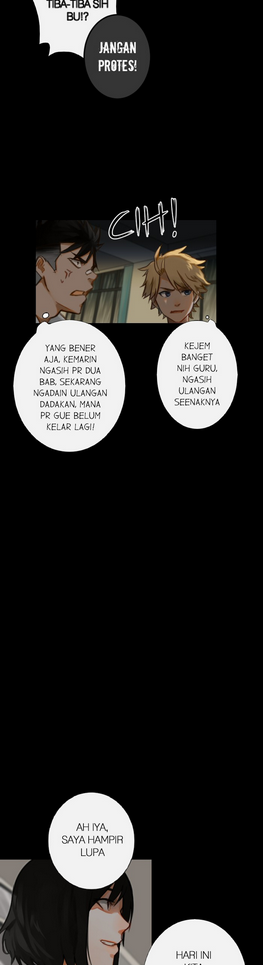 TIBA-TIBA SIH
BU!?
JANGAN
PROTES!
CIH!
YANG BENER
AJA, KEMARIN
NGASIH PR DUA
BAB, SEKARANG
NGADAIN ULANGAN
DADAKAN, MANA
PR GUE BELUM
KELAR LAGI!!
KEJEM
BANGET
NIH GURU,
NGASIH
ULANGAN
SEENAKNYA
AH IYA,
SAYA HAMPIR
LUPA
HARI INI